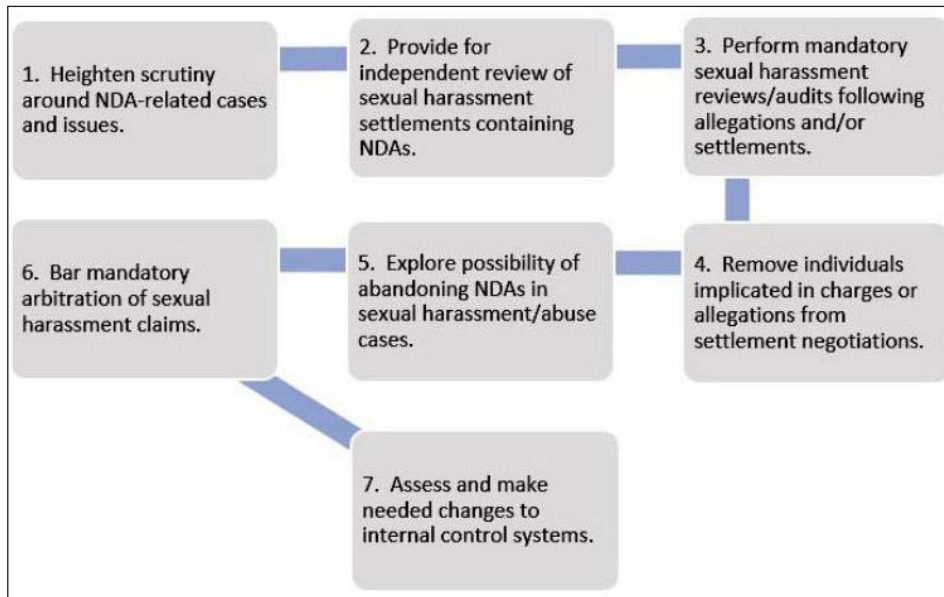 1. Heighten scrutiny
around NDA-related cases
and issues.
2. Provide for
independent review of
sexual harassment
settlements containing
NDAs.
3. Perform mandatory
sexual harassment
reviews/audits following
allegations and/or
settlements.
4. Remove individuals
implicated in charges or
allegations from
settlement negotiations.
5. Explore possibility of
abandoning NDAs in
sexual harassment/abuse
cases.
6. Bar mandatory
arbitration of sexual
harassment claims.
7. Assess and make
needed changes to
internal control systems.